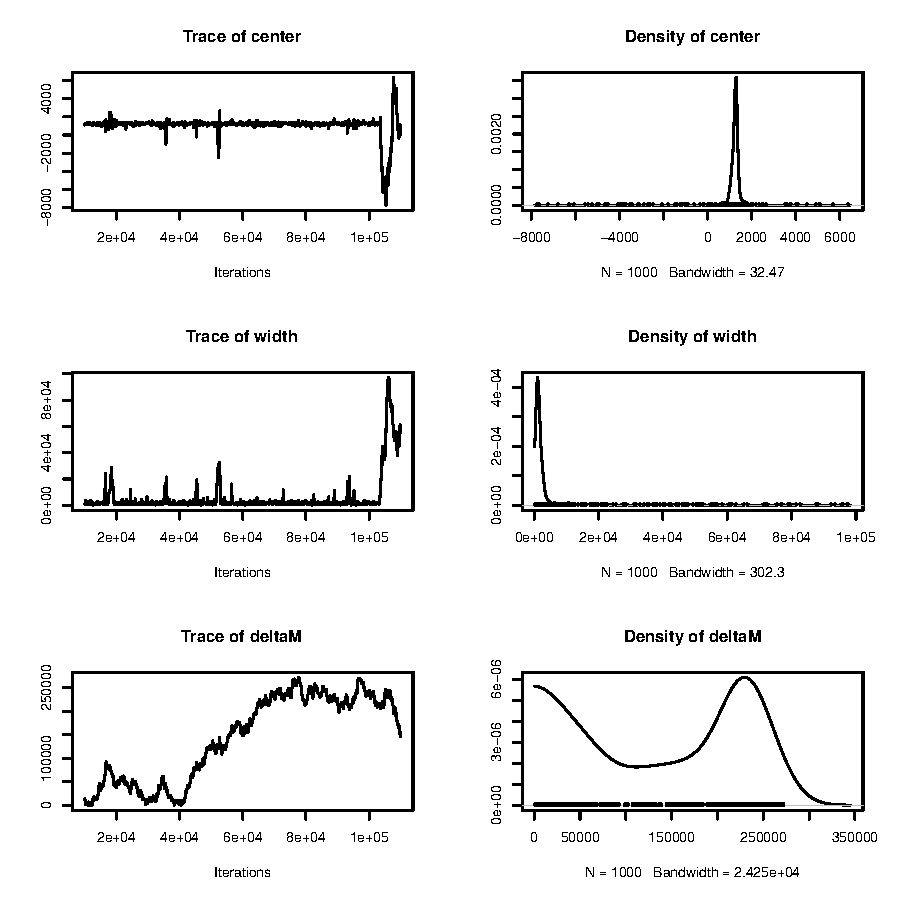 Trace of center
4000
−2000
−8000
2e+04 4e+04 6e+04 8e+04 1e+05
Iterations
Density of center
0.0020
0.0000
−8000 −4000 0 2000 4000 6000
N = 1000 Bandwidth = 32.47
Trace of width
8e+04
4e+04
0e+00
2e+04 4e+04 6e+04 8e+04 1e+05
Iterations
Density of width
4e−04
2e−04
0e+00
0e+00 2e+04 4e+04 6e+04 8e+04 1e+05
N = 1000 Bandwidth = 302.3
Trace of deltaM
250000
100000
0
2e+04 4e+04 6e+04 8e+04 1e+05
Iterations
Density of deltaM
6e−06
3e−06
0e+00
0 50000 150000 250000 350000
N = 1000 Bandwidth = 2.425e+04